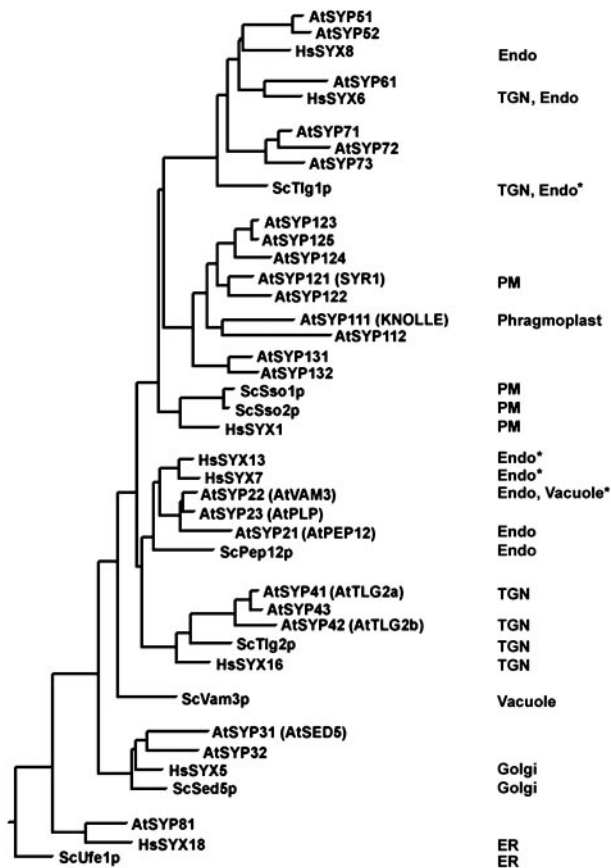 AtSYP51
AtSYP52
HsSYX8 Endo
AtSYP61
HsSYX6 TGN, Endo
AtSYP71
AtSYP72
AtSYP73
ScTlg1p TGN, Endo*
AtSYP123
AtSYP125
AtSYP124
AtSYP121 (SYR1) PM
AtSYP122
AtSYP111 (KNOLLE) Phragmoplast
AtSYP112
AtSYP131
AtSYP132
ScSso1p PM
ScSso2p PM
HsSYX1 PM
HsSYX13 Endo*
HsSYX7 Endo*
AtSYP22 (AtVAM3) Endo, Vacuole*
AtSYP23 (AtPLP)
AtSYP21 (AtPEP12) Endo
ScPep12p Endo
AtSYP41 (AtTLG2a) TGN
AtSYP43
AtSYP42 (AtTLG2b) TGN
ScTlg2p TGN
HsSYX16 TGN
ScVam3p Vacuole
AtSYP31 (AtSED5)
AtSYP32
HsSYX5 Golgi
ScSed5p Golgi
AtSYP81
HsSYX18 ER
ScUfe1p ER